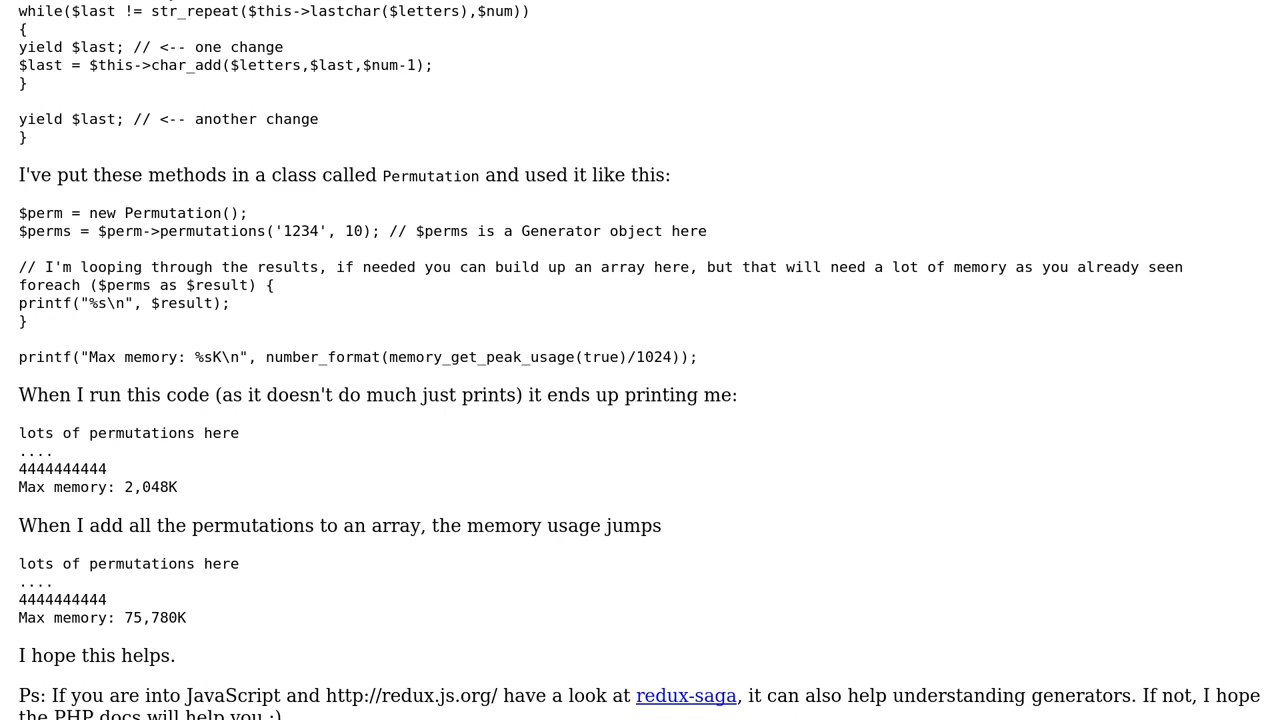 while($last != str_repeat($this->lastchar($letters),$num))
{
yield $last; // <-- one change
$last = $this->char_add($letters,$last,$num-1);
}
yield $last; // <-- another change
}
I've put these methods in a class called Permutation and used it like this:
$perm = new Permutation();
$perms = $perm->permutations('1234', 10); // $perms is a Generator object here
// I'm looping through the results, if needed you can build up an array here, but that will need a lot of memory as you already seen
foreach ($perms as $result) {
printf("%s\n", $result);
}
printf("Max memory: %sK\n", number_format(memory_get_peak_usage(true)/1024));
When I run this code (as it doesn't do much just prints) it ends up printing me:
lots of permutations here
....
4444444444
Max memory: 2,048K
When I add all the permutations to an array, the memory usage jumps
lots of permutations here
....
4444444444
Max memory: 75,780K
I hope this helps.
Ps: If you are into JavaScript and http://redux.js.org/ have a look at redux-saga, it can also help understanding generators. If not, I hope
the PHP docs will help you :)